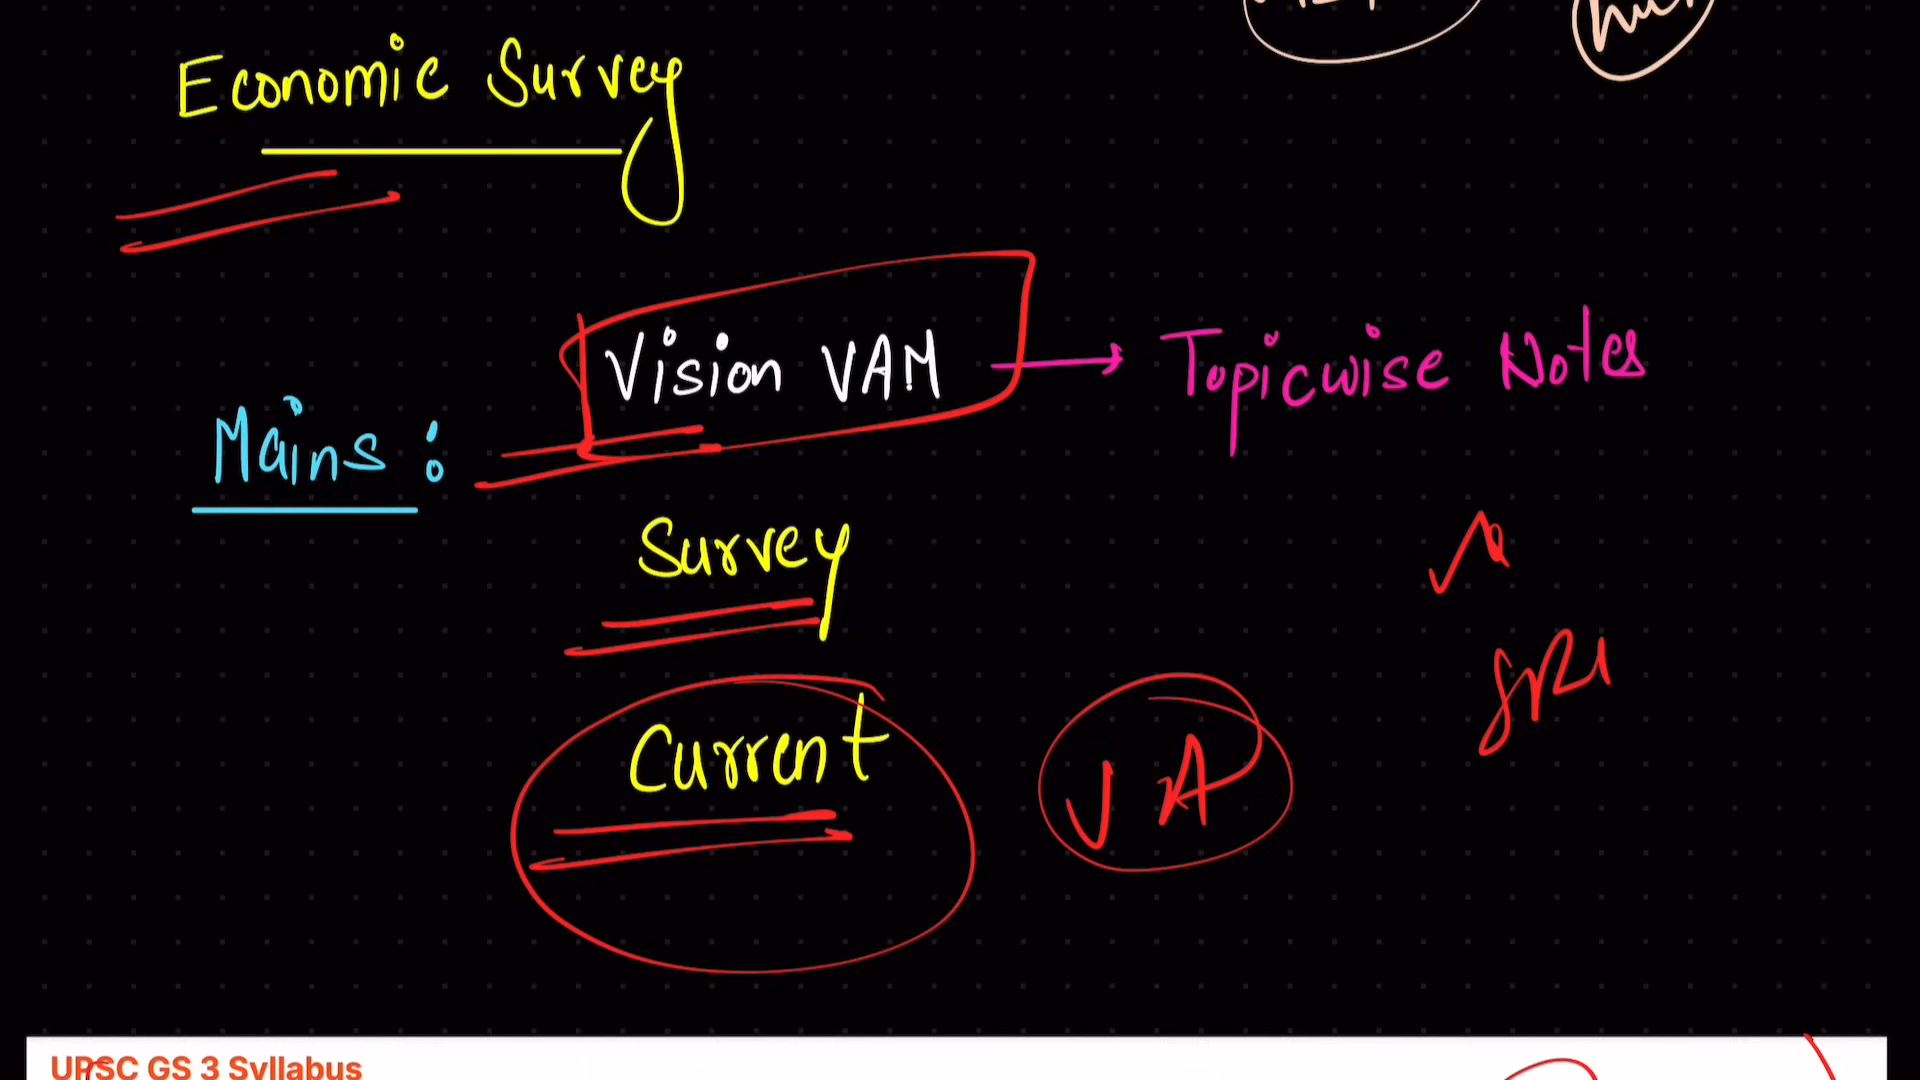 Economic Survey
Vision VAM → Topicwise Notes
Mains :
Survey
Current
VA
UPSC GS 3 Syllabus